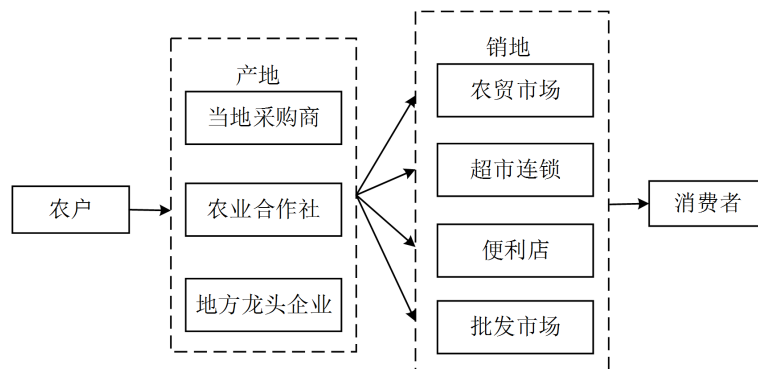 农户
产地
当地采购商
农业合作社
地方龙头企业
销地
农贸市场
超市连锁
便利店
批发市场
消费者